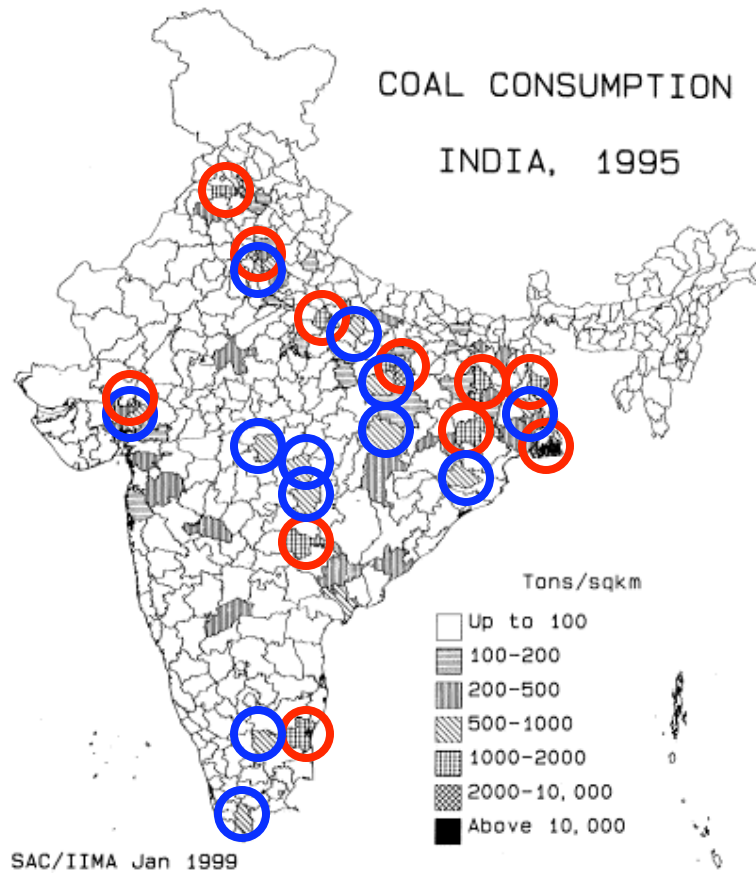 COAL CONSUMPTION
INDIA, 1995
Tons/sqkm
Up to 100
100-200
200-500
500-1000
1000-2000
2000-10,000
Above 10,000
SAC/IIMA Jan 1999